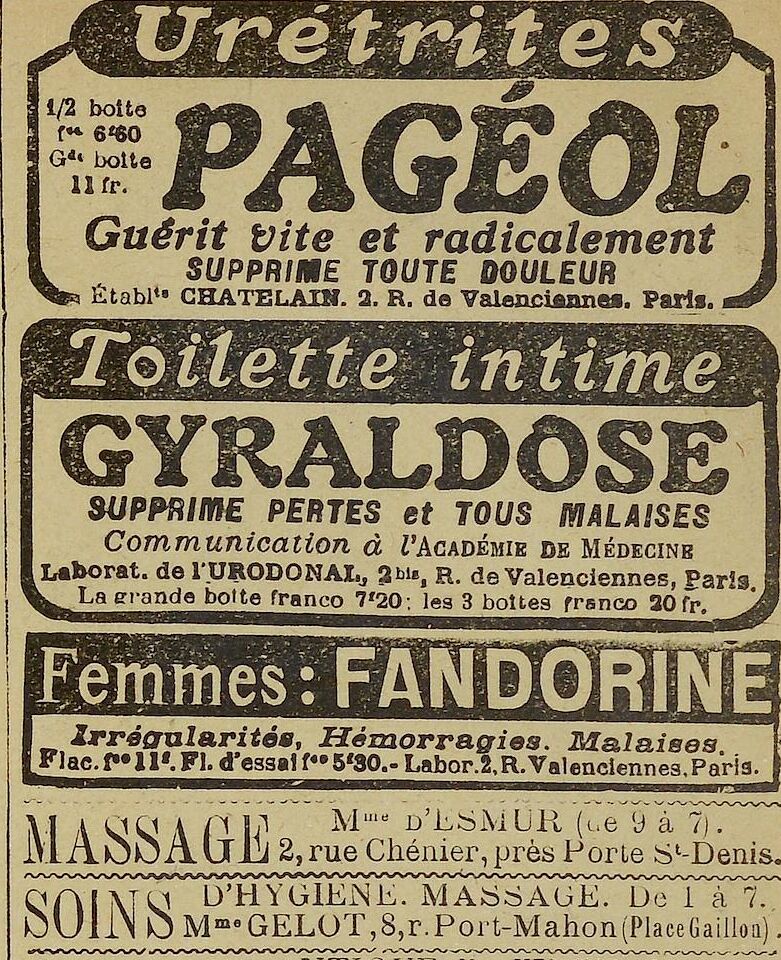 Urétrites
1/2 boite
fco 6f60
Gde boite
11 fr.
PAGÉOL
Guérit vite et radicalement
SUPPRIME TOUTE DOULEUR
Établts CHATELAIN. 2. R. de Valenciennes. Paris.
Toilette intime
GYRALDOSE
SUPPRIME PERTES et TOUS MALAISES
Communication à l'ACADÉMIE DE MÉDECINE
Laborat. de l'URODONAL, 2bis, R. de Valenciennes, Paris.
La grande boite franco 7f20; les 3 boites franco 20 fr.
Femmes: FANDORINE
Irrégularités, Hémorragies. Malaises.
Flac. fco 11f. Fl. d'essai fco 5f30.- Labor. 2, R. Valenciennes, Paris.
MASSAGE Mme D'ESMUR (de 9 à 7).
2, rue Chénier, près Porte St-Denis.
SOINS D'HYGIENE. MASSAGE. De 1 à 7.
Mme GELOT, 8, r. Port-Mahon (Place Gaillon).